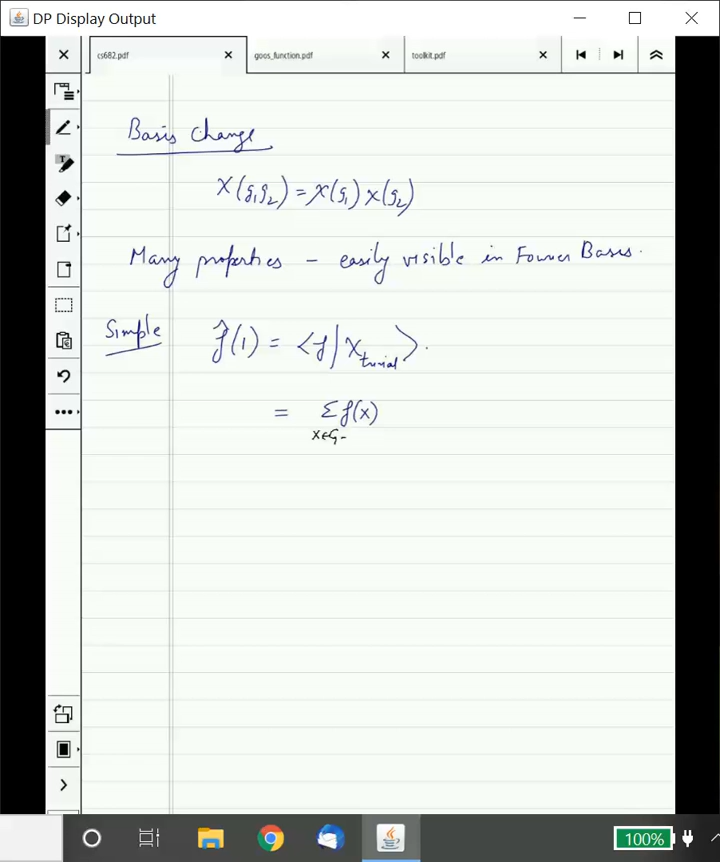 DP Display Output
cs682.pdf
goos_function.pdf
toolkit.pdf
Basis Change
χ(g₁g₂) = χ(g₁) χ(g₂)
Many properties – easily visible in Fourier Basis.
Simple f̂(1) = <f|χ_trivial>.
= Σ f(x)
x∈G
100%